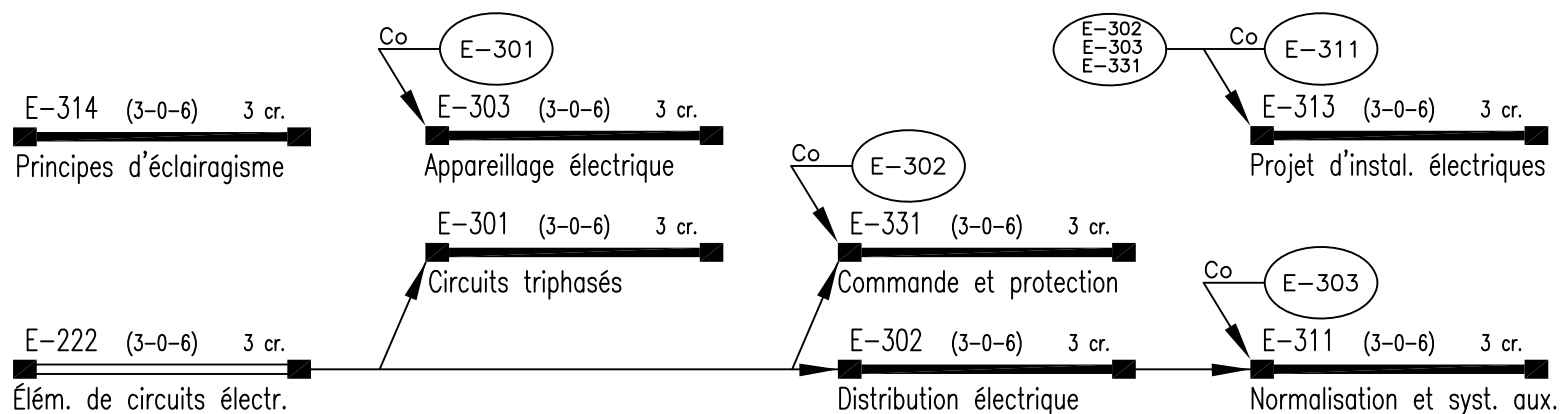 Co
E-301
E-302
E-303
E-331
Co
E-311
E-314 (3-0-6) 3 cr.
Principes d'éclairagisme
E-303 (3-0-6) 3 cr.
Appareillage électrique
E-313 (3-0-6) 3 cr.
Projet d'instal. électriques
Co
E-302
E-301 (3-0-6) 3 cr.
Circuits triphasés
E-331 (3-0-6) 3 cr.
Commande et protection
Co
E-303
E-222 (3-0-6) 3 cr.
Élém. de circuits électr.
E-302 (3-0-6) 3 cr.
Distribution électrique
E-311 (3-0-6) 3 cr.
Normalisation et syst. aux.